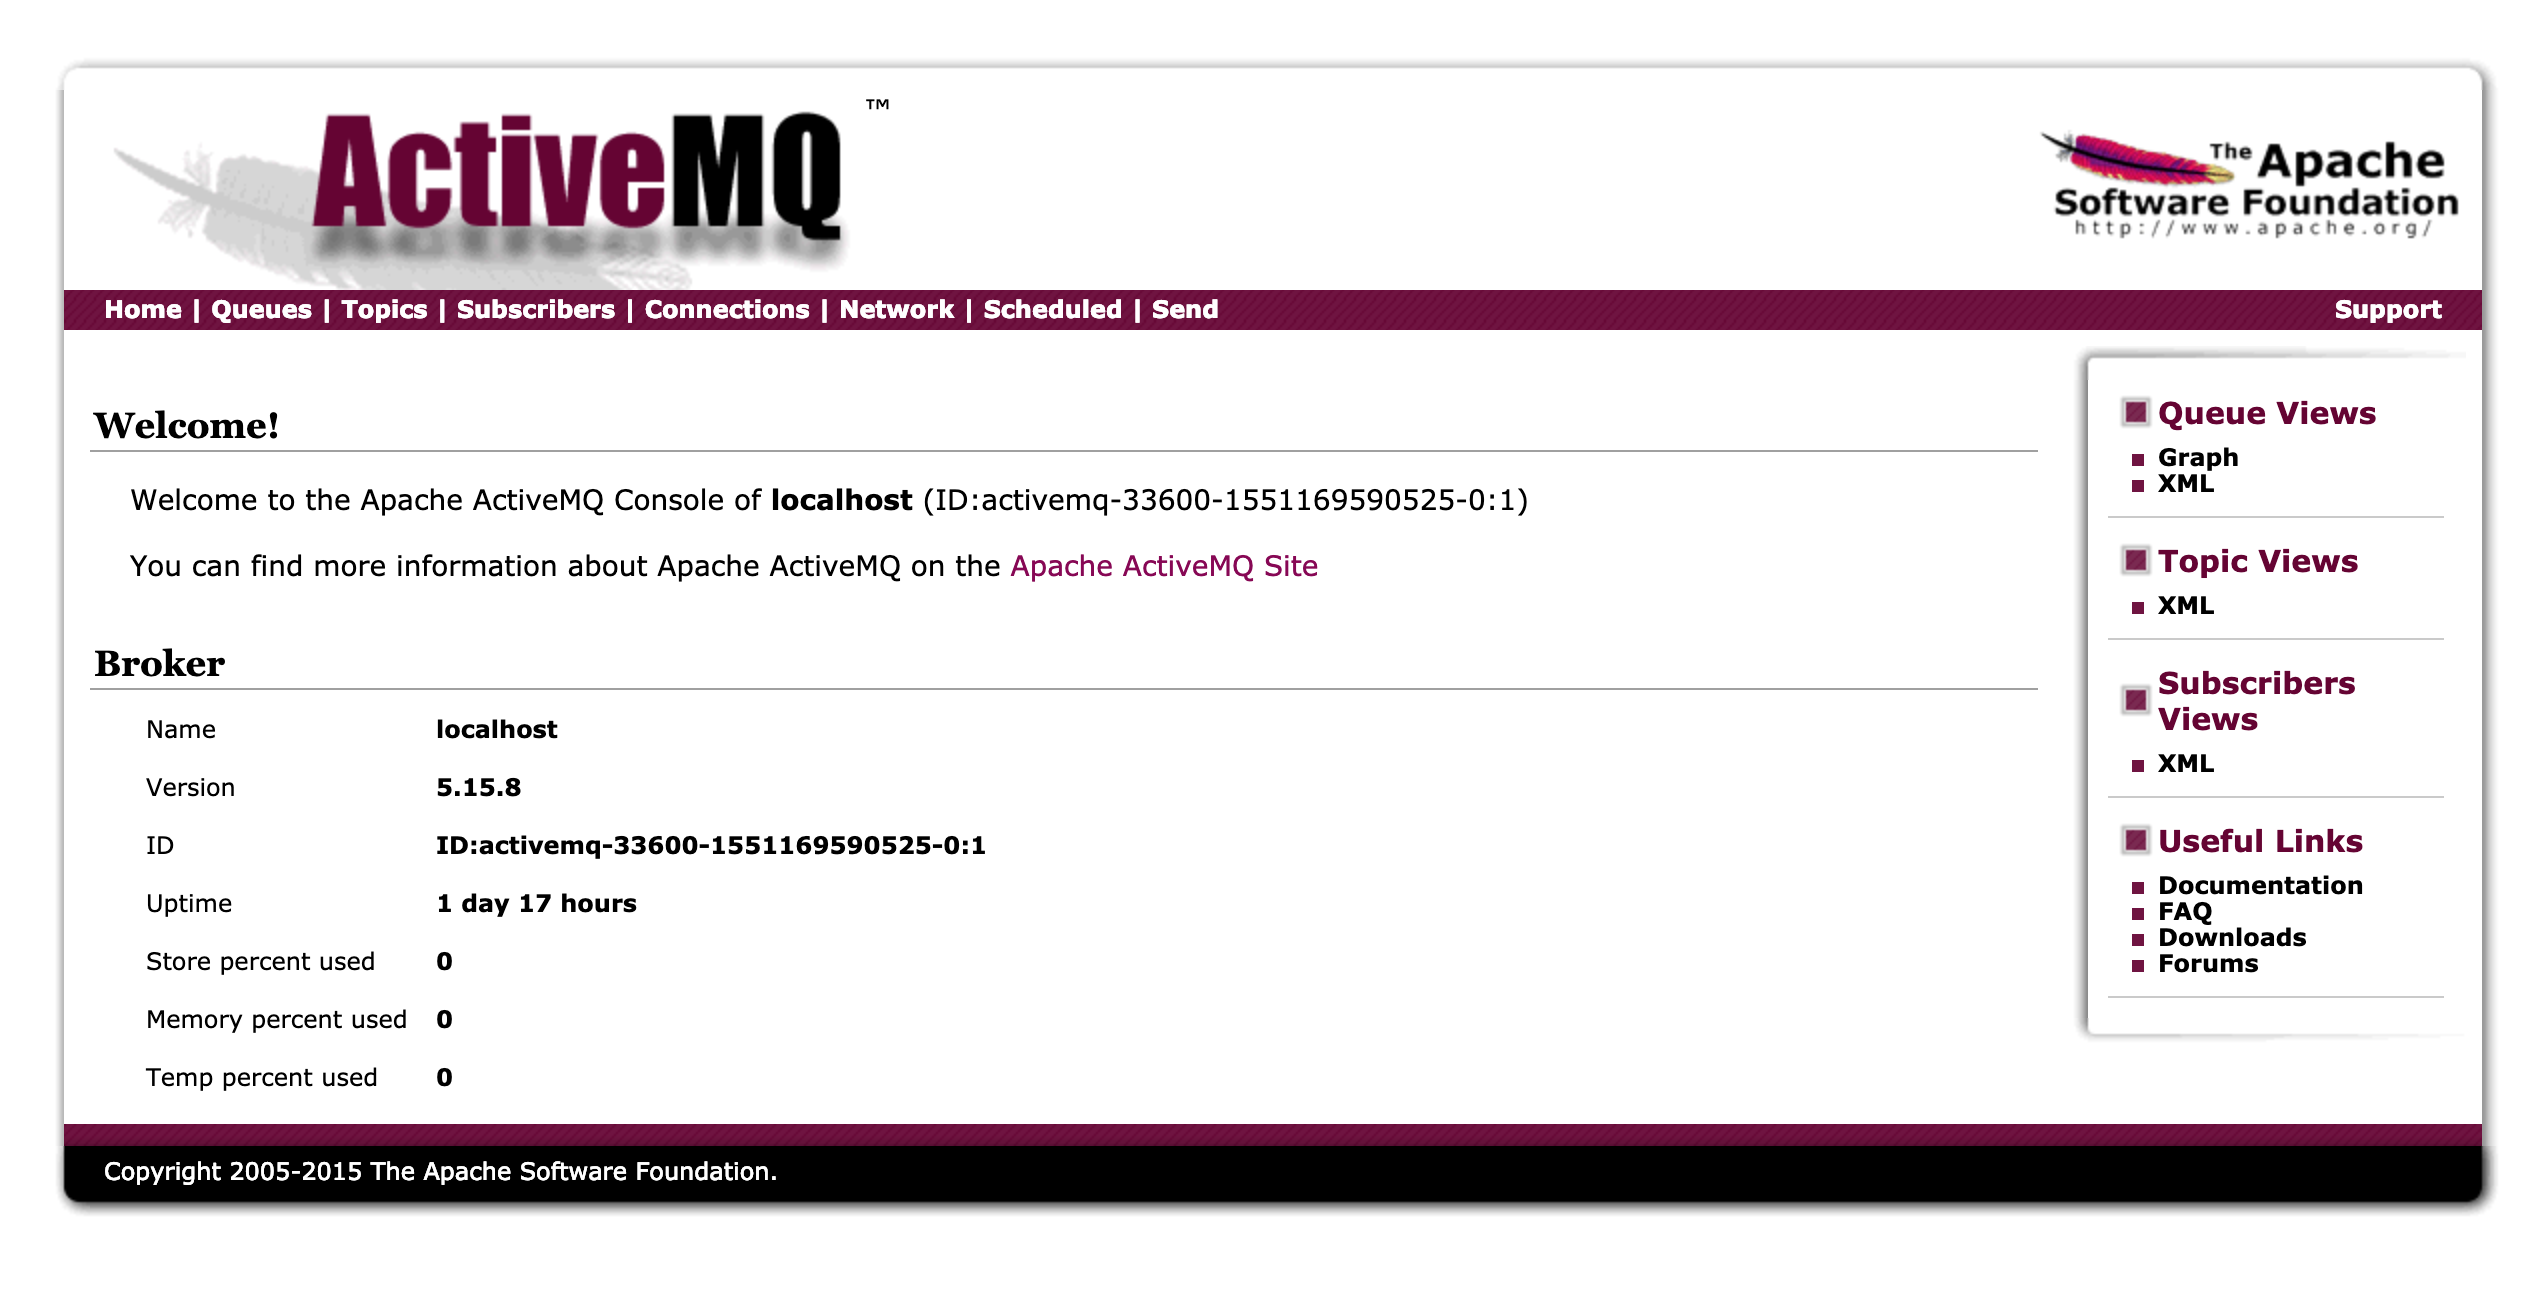 ActiveMQ ™
The Apache
Software Foundation
http://www.apache.org/
Home | Queues | Topics | Subscribers | Connections | Network | Scheduled | Send
Support
Welcome!
Welcome to the Apache ActiveMQ Console of localhost (ID:activemq-33600-1551169590525-0:1)
You can find more information about Apache ActiveMQ on the Apache ActiveMQ Site
Broker
Name localhost
Version 5.15.8
ID ID:activemq-33600-1551169590525-0:1
Uptime 1 day 17 hours
Store percent used 0
Memory percent used 0
Temp percent used 0
Queue Views
Graph
XML
Topic Views
XML
Subscribers
Views
XML
Useful Links
Documentation
FAQ
Downloads
Forums
Copyright 2005-2015 The Apache Software Foundation.